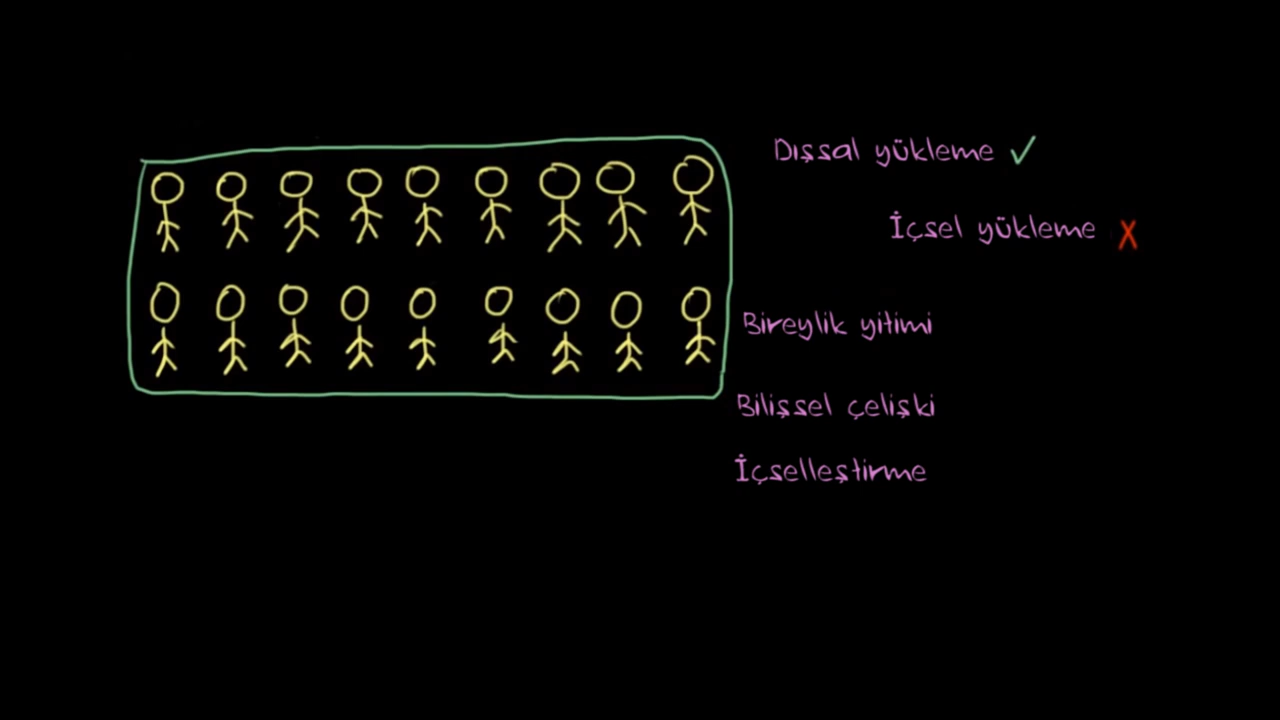 Dışsal yükleme ✓
İçsel yükleme X
Bireylik yitimi
Bilişsel çelişki
İçselleştirme